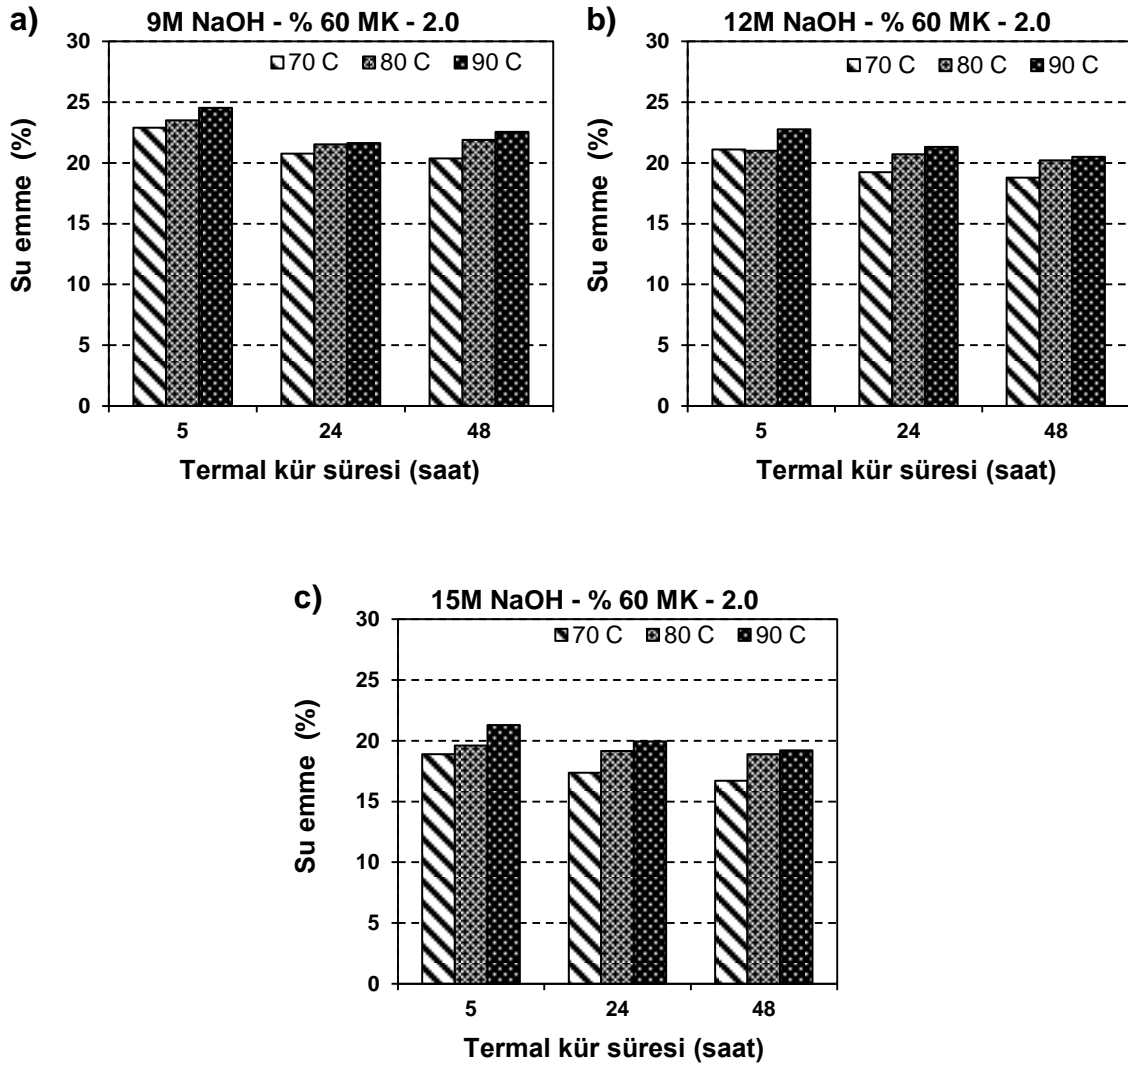 a)
9M NaOH - % 60 MK - 2.0
70 C 80 C 90 C
30
25
20
15
10
5
0
Su emme (%)
5 24 48
Termal kür süresi (saat)
b)
12M NaOH - % 60 MK - 2.0
70 C 80 C 90 C
30
25
20
15
10
5
0
Su emme (%)
5 24 48
Termal kür süresi (saat)
c)
15M NaOH - % 60 MK - 2.0
70 C 80 C 90 C
30
25
20
15
10
5
0
Su emme (%)
5 24 48
Termal kür süresi (saat)